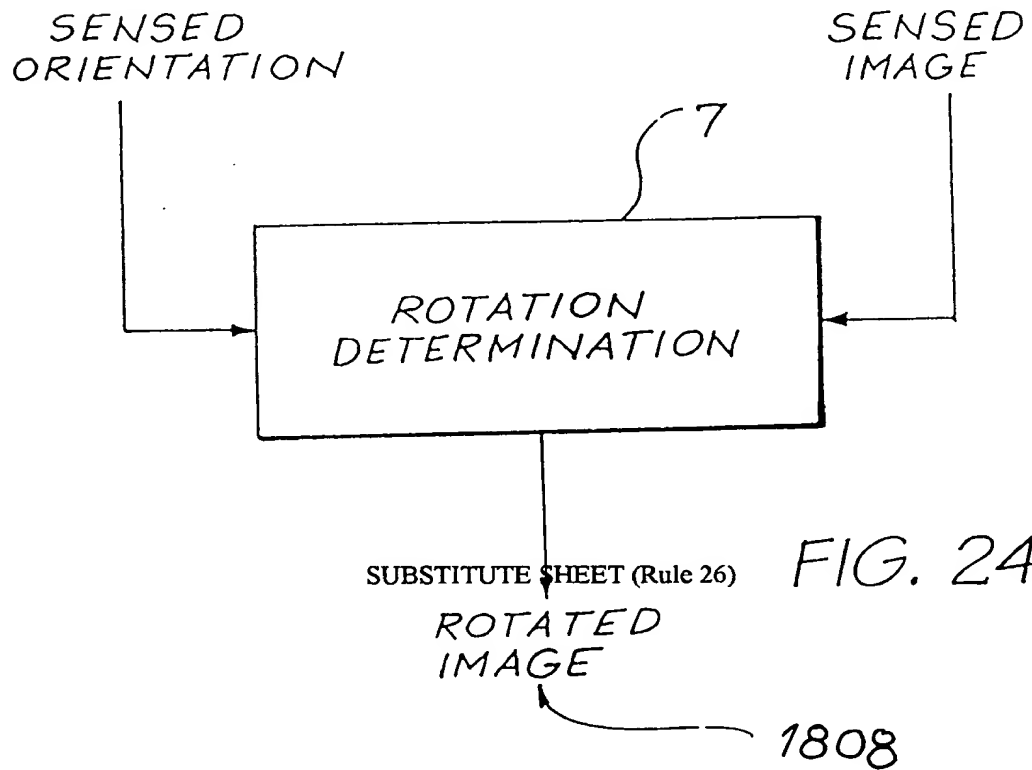 SENSED
ORIENTATION
SENSED
IMAGE
7
ROTATION
DETERMINATION
SUBSTITUTE SHEET (Rule 26)
FIG. 24
ROTATED
IMAGE
1808